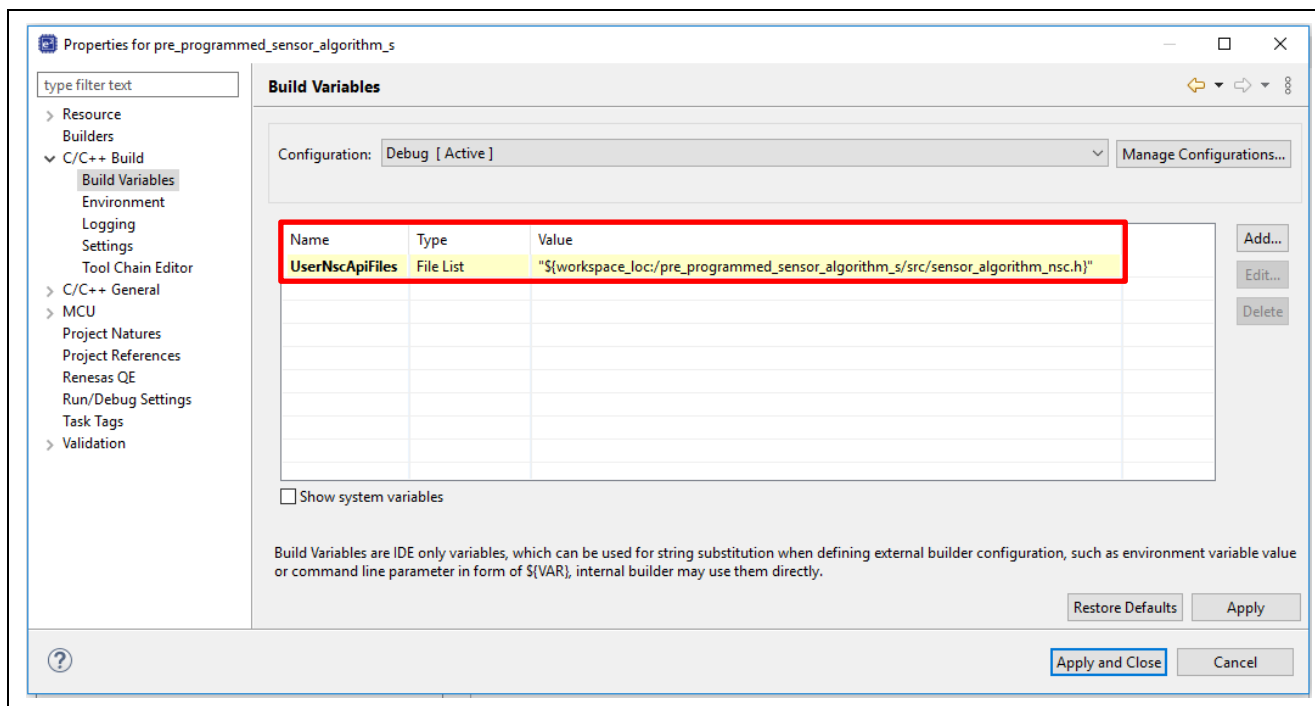 Properties for pre_programmed_sensor_algorithm_s
type filter text
Resource
Builders
C/C++ Build
Build Variables
Environment
Logging
Settings
Tool Chain Editor
C/C++ General
MCU
Project Natures
Project References
Renesas QE
Run/Debug Settings
Task Tags
Validation
Build Variables
Configuration: Debug [ Active ] Manage Configurations...
Name Type Value
UserNscApiFiles File List "${workspace_loc:/pre_programmed_sensor_algorithm_s/src/sensor_algorithm_nsc.h}"
Add...
Edit...
Delete
Show system variables
Build Variables are IDE only variables, which can be used for string substitution when defining external builder configuration, such as environment variable value
or command line parameter in form of ${VAR}, internal builder may use them directly.
Restore Defaults Apply
Apply and Close Cancel